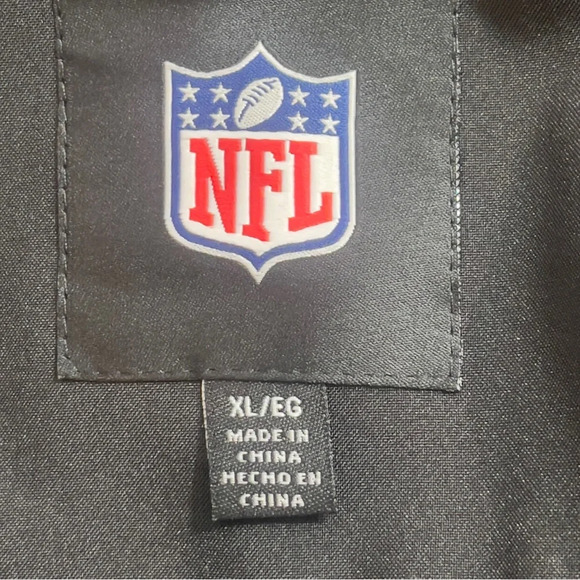 NFL
XL/EG
MADE IN
CHINA
HECHO EN
CHINA